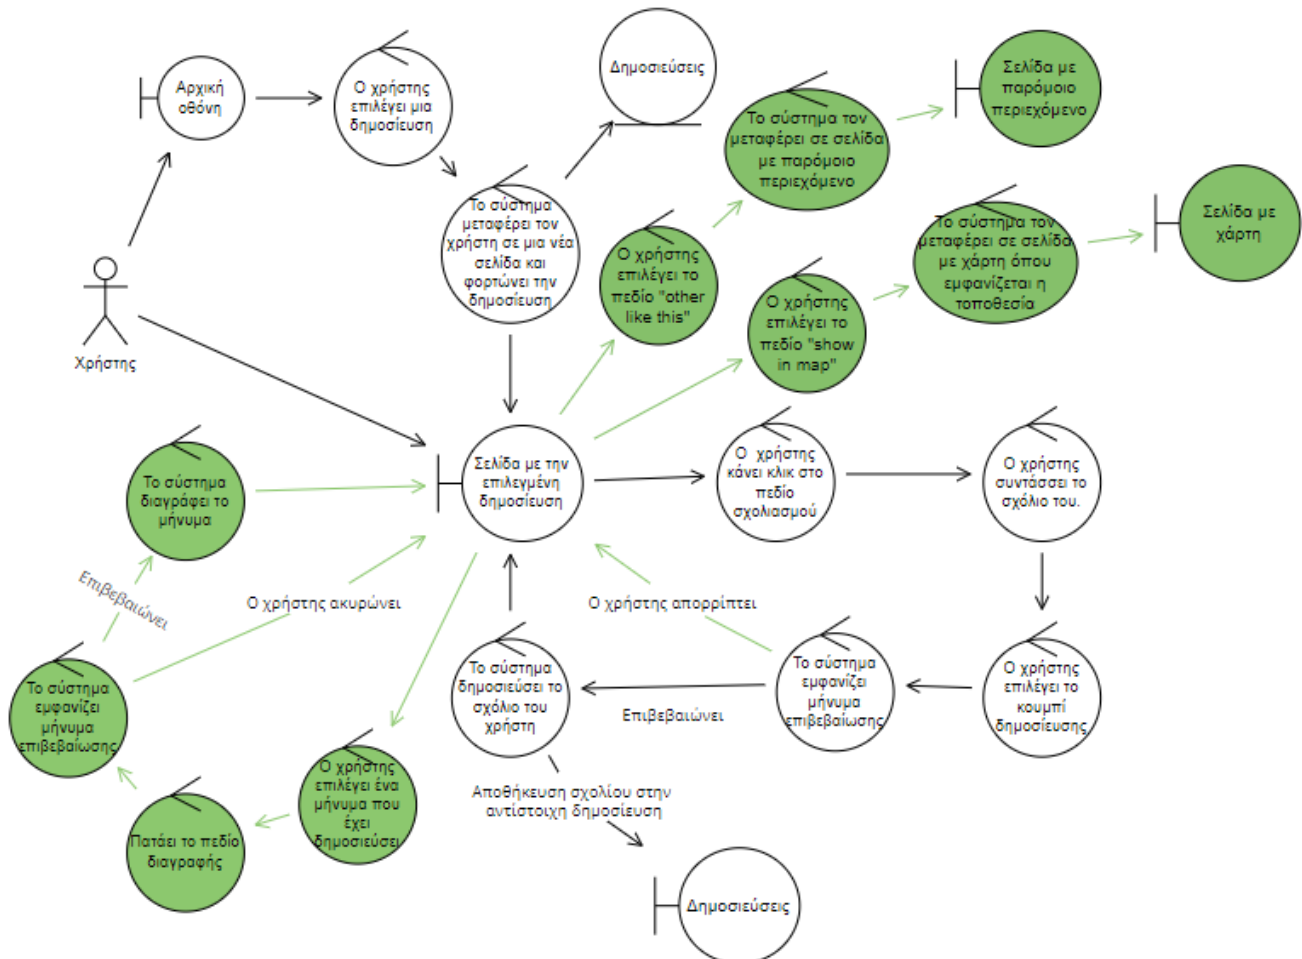 Αρχική
οθόνη
Ο χρήστης
επιλέγει μια
δημοσίευση
Δημοσιεύσεις
Σελίδα με
παρόμοιο
περιεχόμενο
Το σύστημα τον
μεταφέρει σε σελίδα
με παρόμοιο
περιεχόμενο
Το σύστημα
μεταφέρει τον
χρήστη σε μια νέα
σελίδα και
φορτώνει την
δημοσίευση
Σελίδα με
χάρτη
Το σύστημα τον
μεταφέρει σε σελίδα
με χάρτη όπου
εμφανίζεται η
τοποθεσία
Ο χρήστης
επιλέγει το
πεδίο "other
like this"
Ο χρήστης
επιλέγει το
πεδίο "show
in map"
Χρήστης
Σελίδα με την
επιλεγμένη
δημοσίευση
Ο χρήστης
κάνει κλικ στο
πεδίο
σχολιασμού
Ο χρήστης
συντάσσει το
σχόλιο του.
Το σύστημα
διαγράφει το
μήνυμα
Επιβεβαιώνει
Ο χρήστης ακυρώνει
Ο χρήστης απορρίπτει
Το σύστημα
εμφανίζει
μήνυμα
επιβεβαίωσης
Το σύστημα
δημοσιεύσει το
σχόλιο του
χρήστη
Επιβεβαιώνει
Το σύστημα
εμφανίζει
μήνυμα
επιβεβαίωσης
Ο χρήστης
επιλέγει το
κουμπί
δημοσίευσης
Ο χρήστης
επιλέγει ένα
μήνυμα που
έχει
δημοσιεύσει
Πατάει το πεδίο
διαγραφής
Αποθήκευση σχολίου στην
αντίστοιχη δημοσίευση
Δημοσιεύσεις